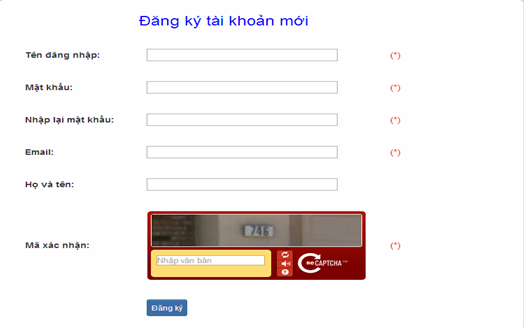 Đăng ký tài khoản mới
Tên đăng nhập: (*)
Mật khẩu: (*)
Nhập lại mật khẩu: (*)
Email: (*)
Họ và tên:
746
Mã xác nhận: (*)
Nhập văn bản
reCAPTCHA™
Đăng ký